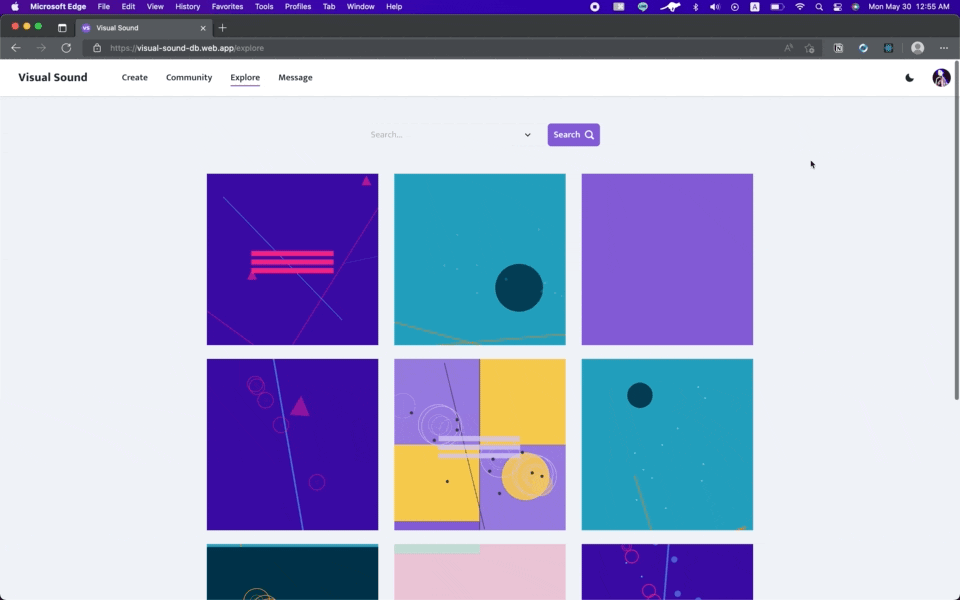 Microsoft Edge File Edit View History Favorites Tools Profiles Tab Window Help A Mon May 30 12:55 AM
VS Visual Sound
https://visual-sound-db.web.app/explore
Visual Sound Create Community Explore Message
Search... Search